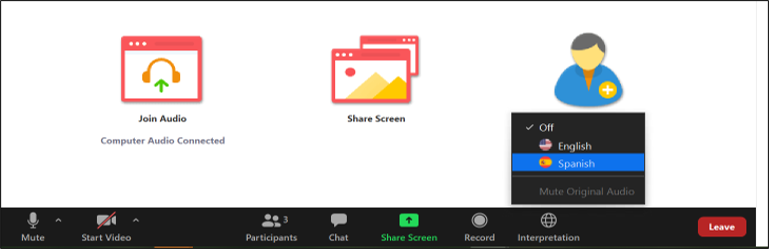 Join Audio
Computer Audio Connected
Share Screen
Off
English
Spanish
Mute Original Audio
Mute
Start Video
Participants
3
Chat
Share Screen
Record
Interpretation
Leave